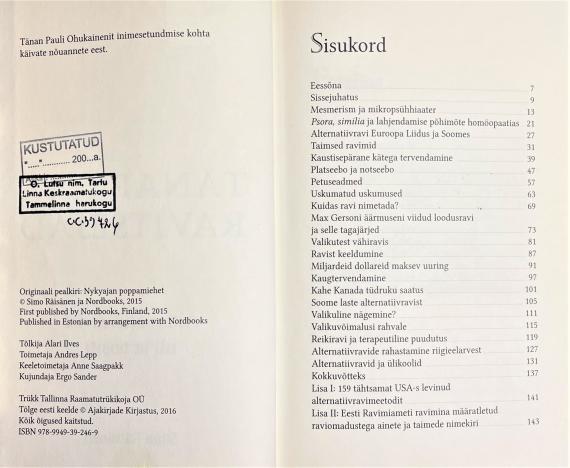 Tänan Pauli Ohukainenit inimesetundmise kohta
käivate nõuannete eest.
KUSTUTATUD
200...a.
O. Lutsu nim. Tartu
Linna Keskraamatukogu
Tammelinna harukogu
Originaali pealkiri: Nykyajan poppamiehet
© Simo Räisänen ja Nordbooks, 2015
First published by Nordbooks, Finland, 2015
Published in Estonian by arrangement with Nordbooks
Tõlkija Alari Ilves
Toimetaja Andres Lepp
Keeletoimetaja Anne Saagpakk
Kujundaja Ergo Sander
Trükk Tallinna Raamatutrükikoja OÜ
Tõlge eesti keelde © Ajakirjade Kirjastus, 2016
Kõik õigused kaitstud.
ISBN 978-9949-39-246-9
Sisukord
Eessõna 7
Sissejuhatus 9
Mesmerism ja mikropsühhiaater 13
Psora, similia ja lahjendamise põhimõte homöopaatias 21
Alternatiivravi Euroopa Liidus ja Soomes 27
Taimsed ravimid 31
Kaustisepärane kätega tervendamine 39
Platseebo ja notseebo 47
Petuseadmed 57
Uskumatud uskumused 63
Kuidas ravi nimetada? 69
Max Gersoni äärmuseni viidud loodusravi
ja selle tagajärjed 73
Valikutest vähiravis 81
Ravist keeldumine 87
Miljardeid dollareid maksev uuring 91
Kaugtervendamine 97
Kahe Kanada tüdruku saatus 101
Soome laste alternatiivravist 105
Valikuline nägemine? 111
Valikuvõimalusi rahvale 115
Reikiravi ja terapeutiline puudutus 119
Alternatiivravide rahastamine riigieelarvest 127
Alternatiivravid ja ülikoolid 131
Kokkuvõtteks 137
Lisa I: 159 tähtsamat USA-s levinud
alternatiivravimeetodit 141
Lisa II: Eesti Ravimiameti ravimina määratletud
raviomadustega ainete ja taimede nimekiri 143